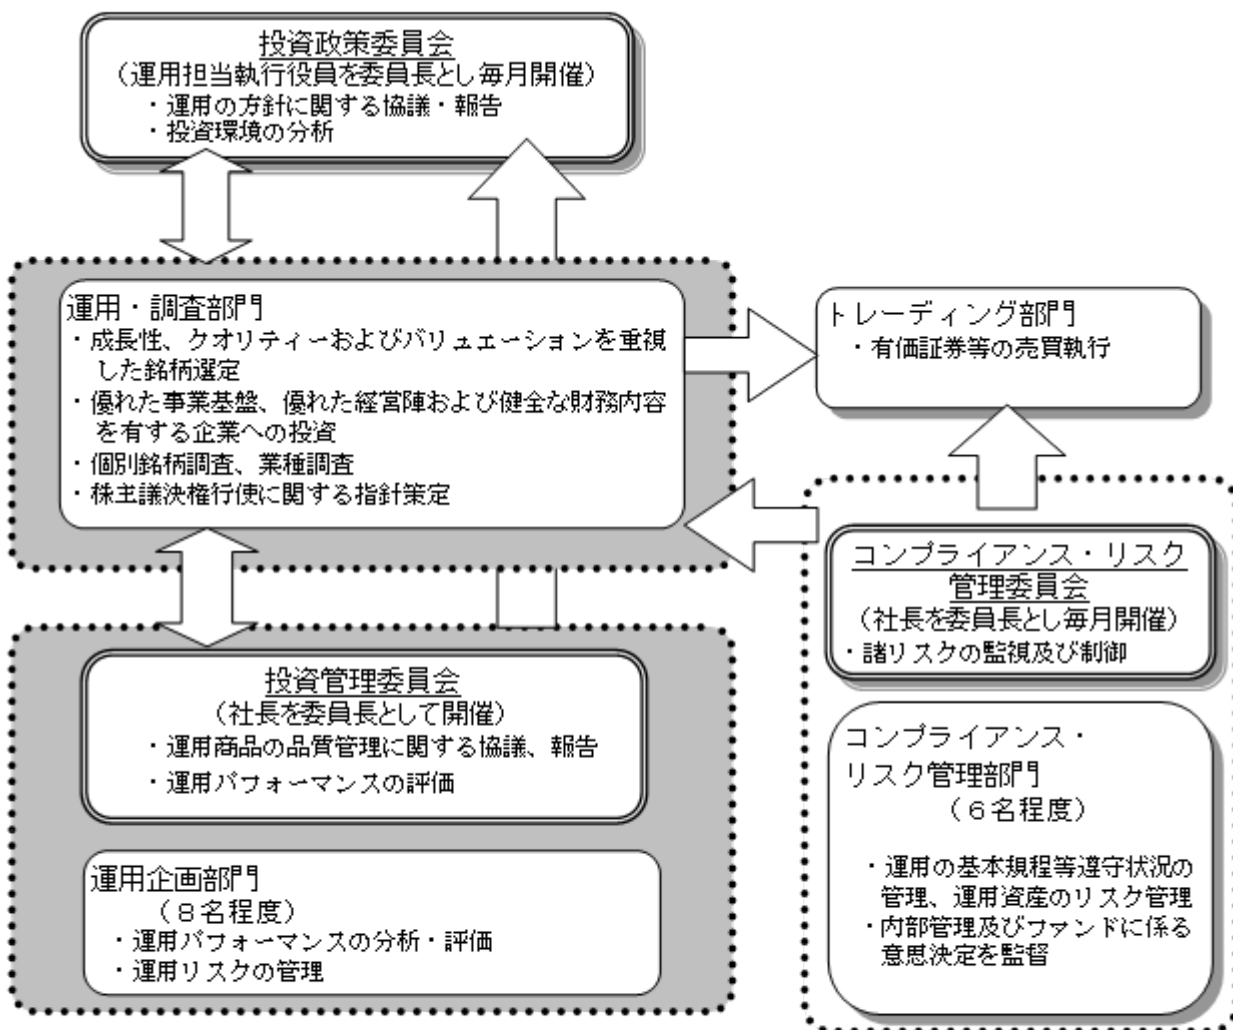 投資政策委員会
(運用担当執行役員を委員長とし毎月開催)
・運用の方針に関する協議・報告
・投資環境の分析
運用・調査部門
・成長性、クオリティーおよびバリュエーションを重視
した銘柄選定
・優れた事業基盤、優れた経営陣および健全な財務内容
を有する企業への投資
・個別銘柄調査、業種調査
・株主議決権行使に関する指針策定
トレーディング部門
・有価証券等の売買執行
投資管理委員会
(社長を委員長として開催)
・運用商品の品質管理に関する協議、報告
・運用パフォーマンスの評価
運用企画部門
(8名程度)
・運用パフォーマンスの分析・評価
・運用リスクの管理
コンプライアンス・リスク
管理委員会
(社長を委員長とし毎月開催)
・諸リスクの監視及び制御
コンプライアンス・
リスク管理部門
(6名程度)
・運用の基本規程等遵守状況の
管理、運用資産のリスク管理
・内部管理及びファンドに係る
意思決定を監督